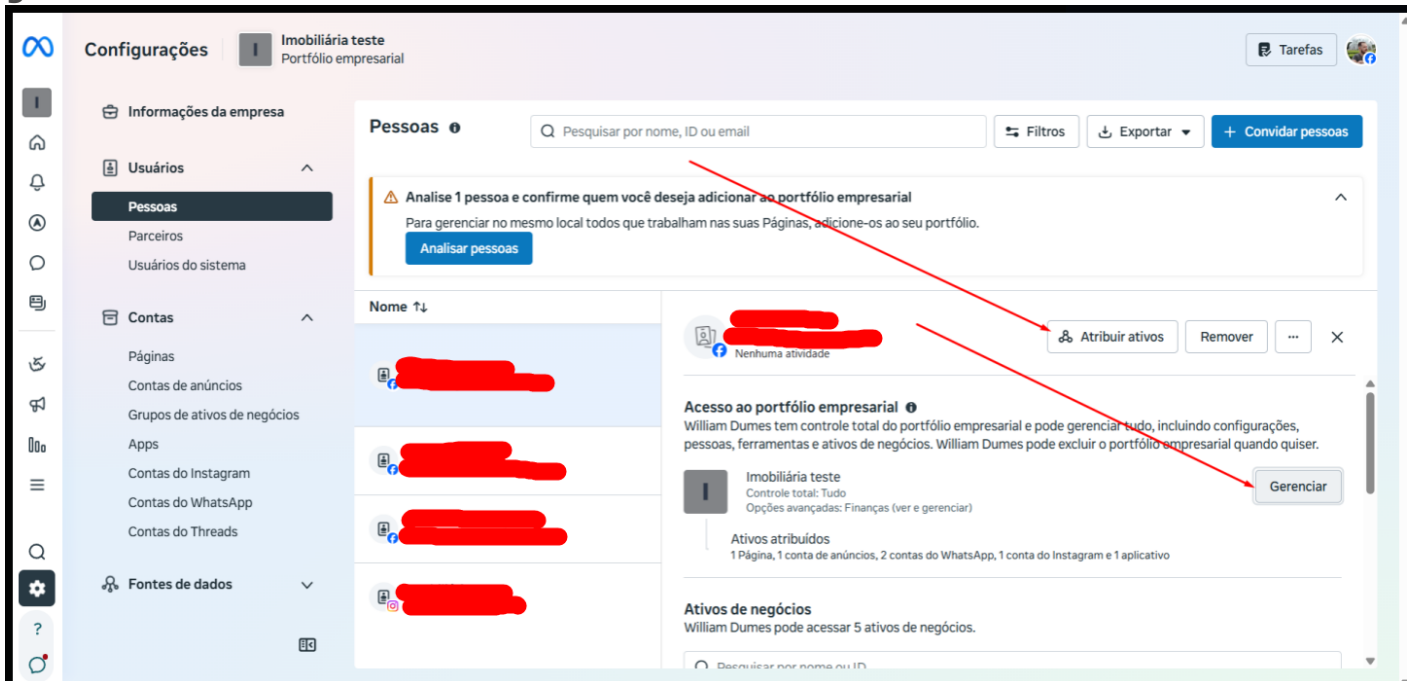 Configurações
I
Imobiliária teste
Portfólio empresarial
Tarefas
I
Informações da empresa
Usuários
Pessoas
Parceiros
Usuários do sistema
Contas
Páginas
Contas de anúncios
Grupos de ativos de negócios
Apps
Contas do Instagram
Contas do WhatsApp
Contas do Threads
Fontes de dados
?
Pessoas
Pesquisar por nome, ID ou email
Filtros
Exportar
+ Convidar pessoas
Analise 1 pessoa e confirme quem você deseja adicionar ao portfólio empresarial
Para gerenciar no mesmo local todos que trabalham nas suas Páginas, adicione-os ao seu portfólio.
Analisar pessoas
Nome ↑↓
Nenhuma atividade
Atribuir ativos
Remover
...
Acesso ao portfólio empresarial
William Dumes tem controle total do portfólio empresarial e pode gerenciar tudo, incluindo configurações,
pessoas, ferramentas e ativos de negócios. William Dumes pode excluir o portfólio empresarial quando quiser.
I
Imobiliária teste
Controle total: Tudo
Opções avançadas: Finanças (ver e gerenciar)
Gerenciar
Ativos atribuídos
1 Página, 1 conta de anúncios, 2 contas do WhatsApp, 1 conta do Instagram e 1 aplicativo
Ativos de negócios
William Dumes pode acessar 5 ativos de negócios.
Pesquisar por nome ou ID